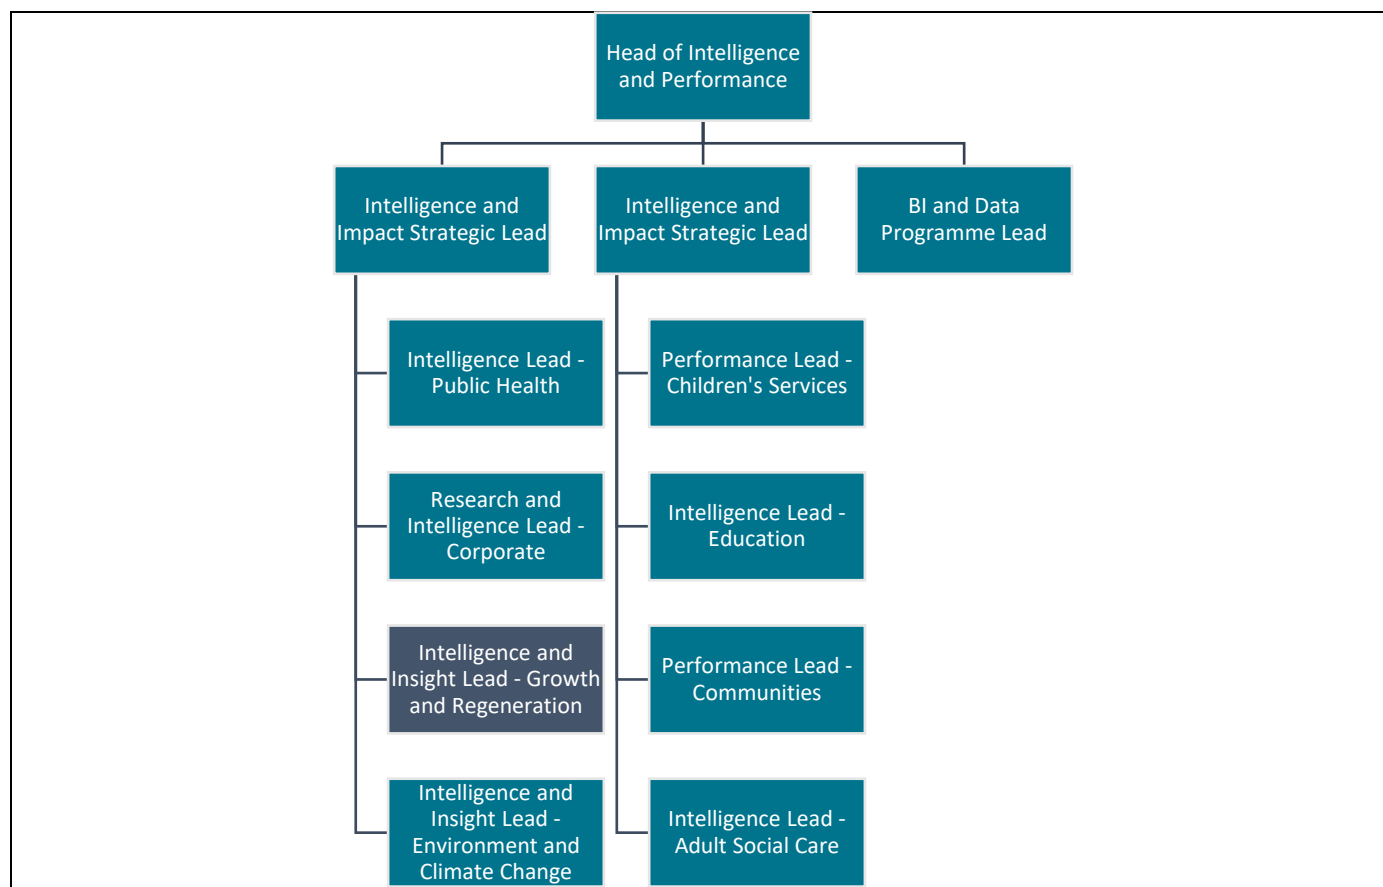 Head of Intelligence
and Performance
Intelligence and
Impact Strategic Lead
Intelligence and
Impact Strategic Lead
BI and Data
Programme Lead
Intelligence Lead -
Public Health
Research and
Intelligence Lead -
Corporate
Intelligence and
Insight Lead - Growth
and Regeneration
Intelligence and
Insight Lead -
Environment and
Climate Change
Performance Lead -
Children's Services
Intelligence Lead -
Education
Performance Lead -
Communities
Intelligence Lead -
Adult Social Care